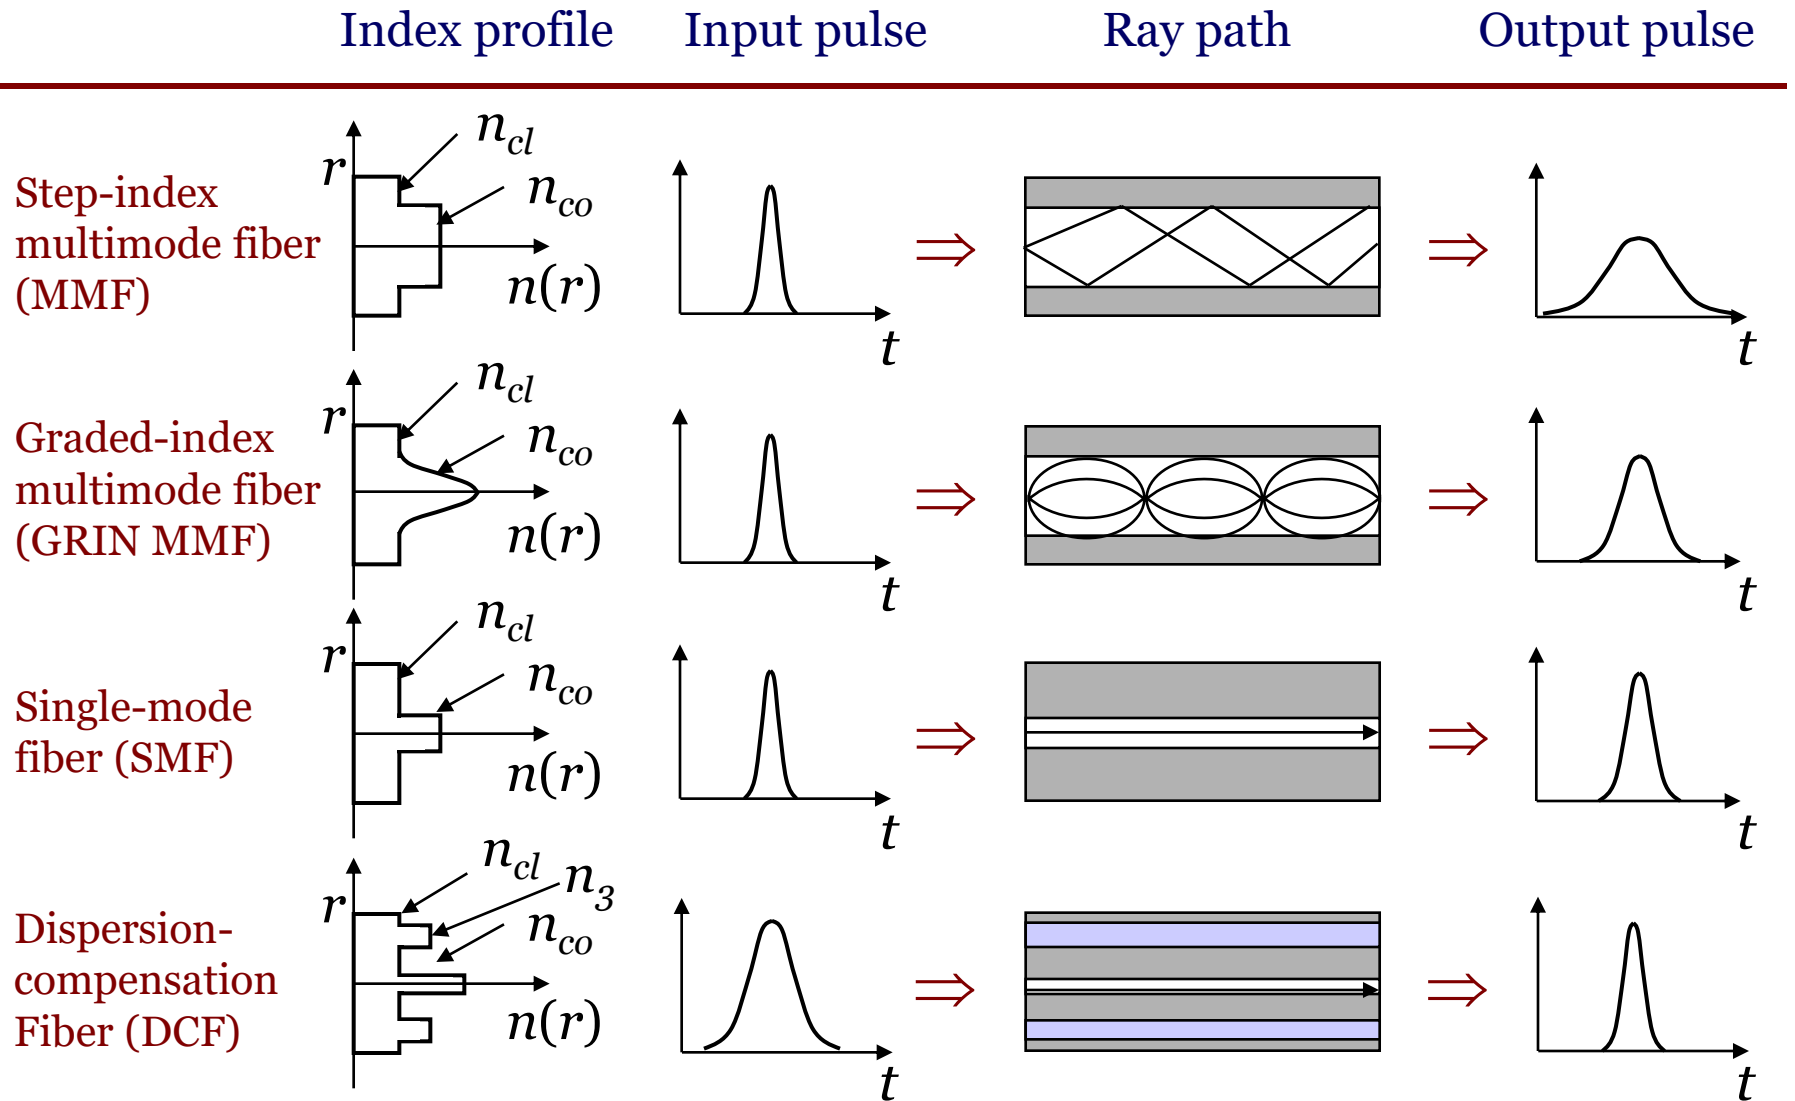 Index profile Input pulse Ray path Output pulse
Step-index
multimode fiber
(MMF)
r
n_cl
n_co
n(r)
t
t
Graded-index
multimode fiber
(GRIN MMF)
r
n_cl
n_co
n(r)
t
t
Single-mode
fiber (SMF)
r
n_cl
n_co
n(r)
t
t
Dispersion-
compensation
Fiber (DCF)
r
n_cl
n_3
n_co
n(r)
t
t